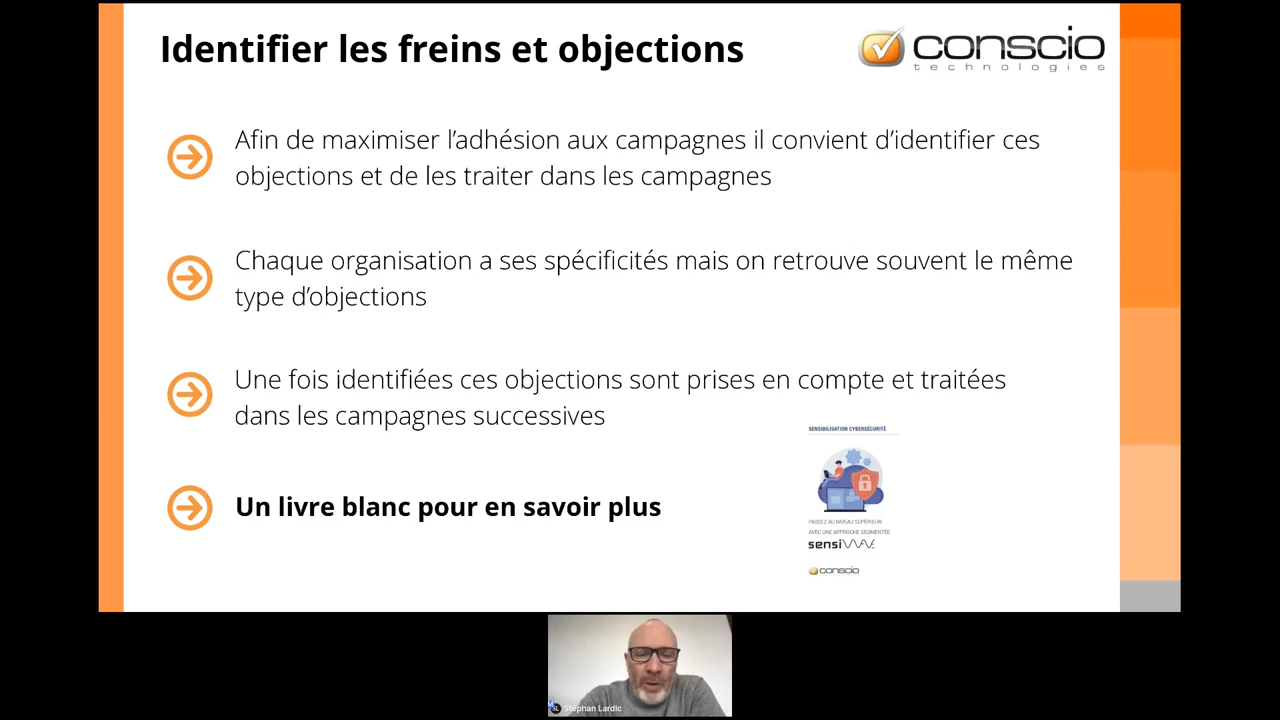 Identifier les freins et objections
conscio
technologies
Afin de maximiser l’adhésion aux campagnes il convient d’identifier ces
objections et de les traiter dans les campagnes
Chaque organisation a ses spécificités mais on retrouve souvent le même
type d’objections
Une fois identifiées ces objections sont prises en compte et traitées
dans les campagnes successives
SENSIBILISATION CYBERSÉCURITÉ
PASSEZ AU NIVEAU SUPÉRIEUR
AVEC UNE APPROCHE SEGMENTÉE
sensiWAVE
conscio
Un livre blanc pour en savoir plus
SL
Stéphan Lardic